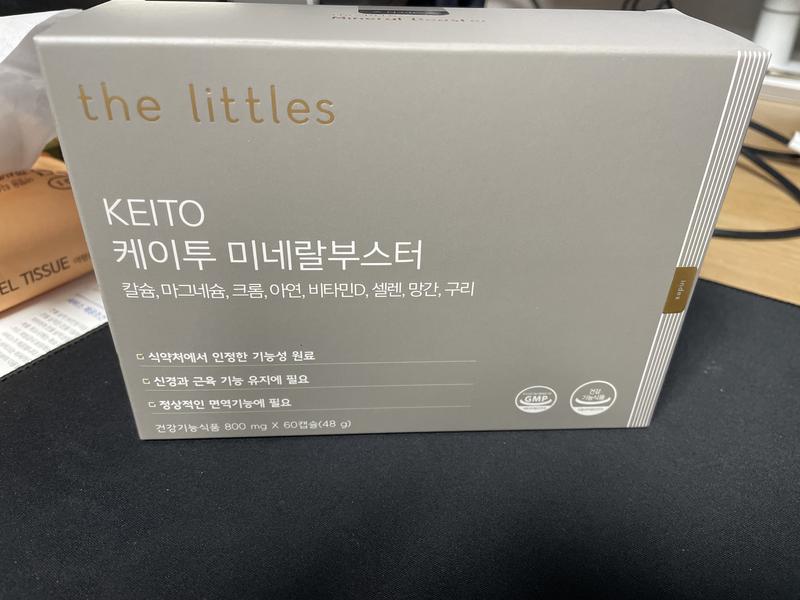 Mineral Booster
the littles
KEITO
케이투 미네랄부스터
칼슘, 마그네슘, 크롬, 아연, 비타민D, 셀렌, 망간, 구리
식약처에서 인정한 기능성 원료
신경과 근육 기능 유지에 필요
정상적인 면역기능에 필요
건강기능식품 800 mg X 60캡슐(48 g)
GMP
건강
기능식품
index
EL TISSUE